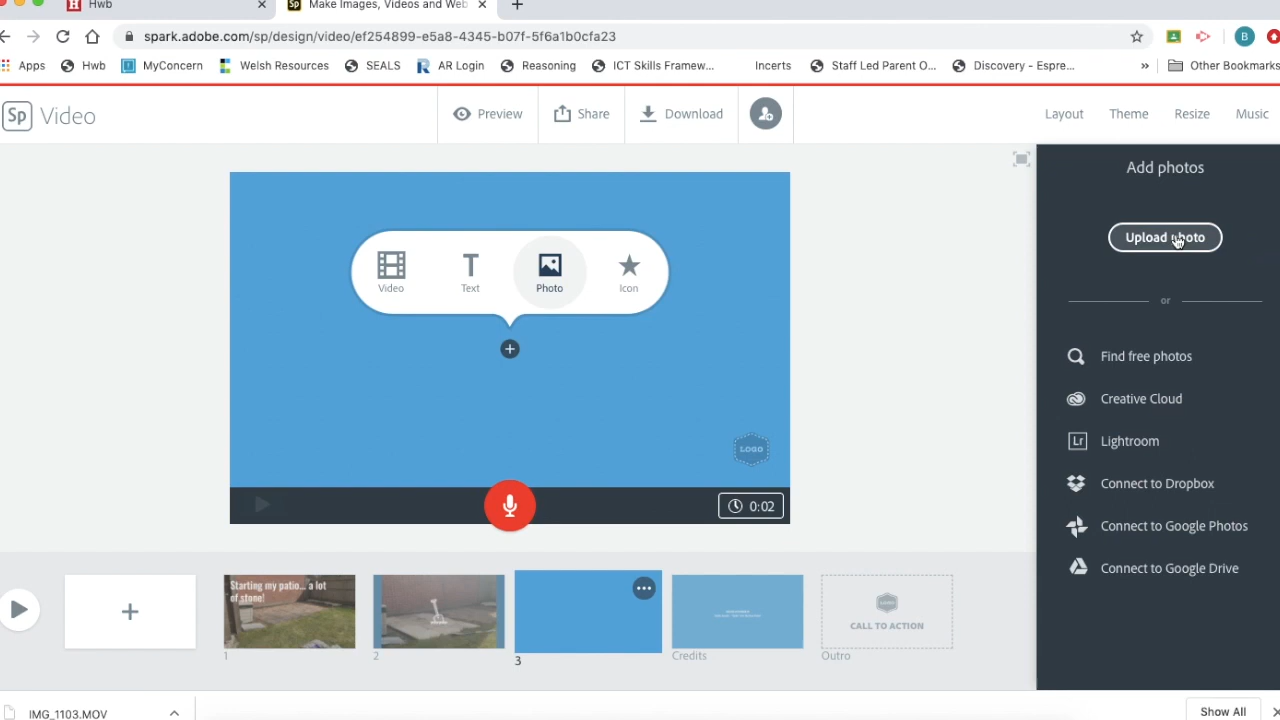 Hwb
Make Images, Videos and Web
spark.adobe.com/sp/design/video/ef254899-e5a8-4345-b07f-5f6a1b0cfa23
B
Apps
Hwb
MyConcern
Welsh Resources
SEALS
AR Login
Reasoning
ICT Skills Framew...
Incerts
Staff Led Parent O...
Discovery - Espre...
»
Other Bookmarks
Sp Video
Preview
Share
Download
Layout
Theme
Resize
Music
Add photos
Upload photo
or
Find free photos
Creative Cloud
Lr Lightroom
Connect to Dropbox
Connect to Google Photos
Connect to Google Drive
Video
Text
Photo
Icon
LOGO
0:02
Starting my patio... a lot
of stone!
CALL TO ACTION
1
2
3
Credits
Outro
IMG_1103.MOV
Show All